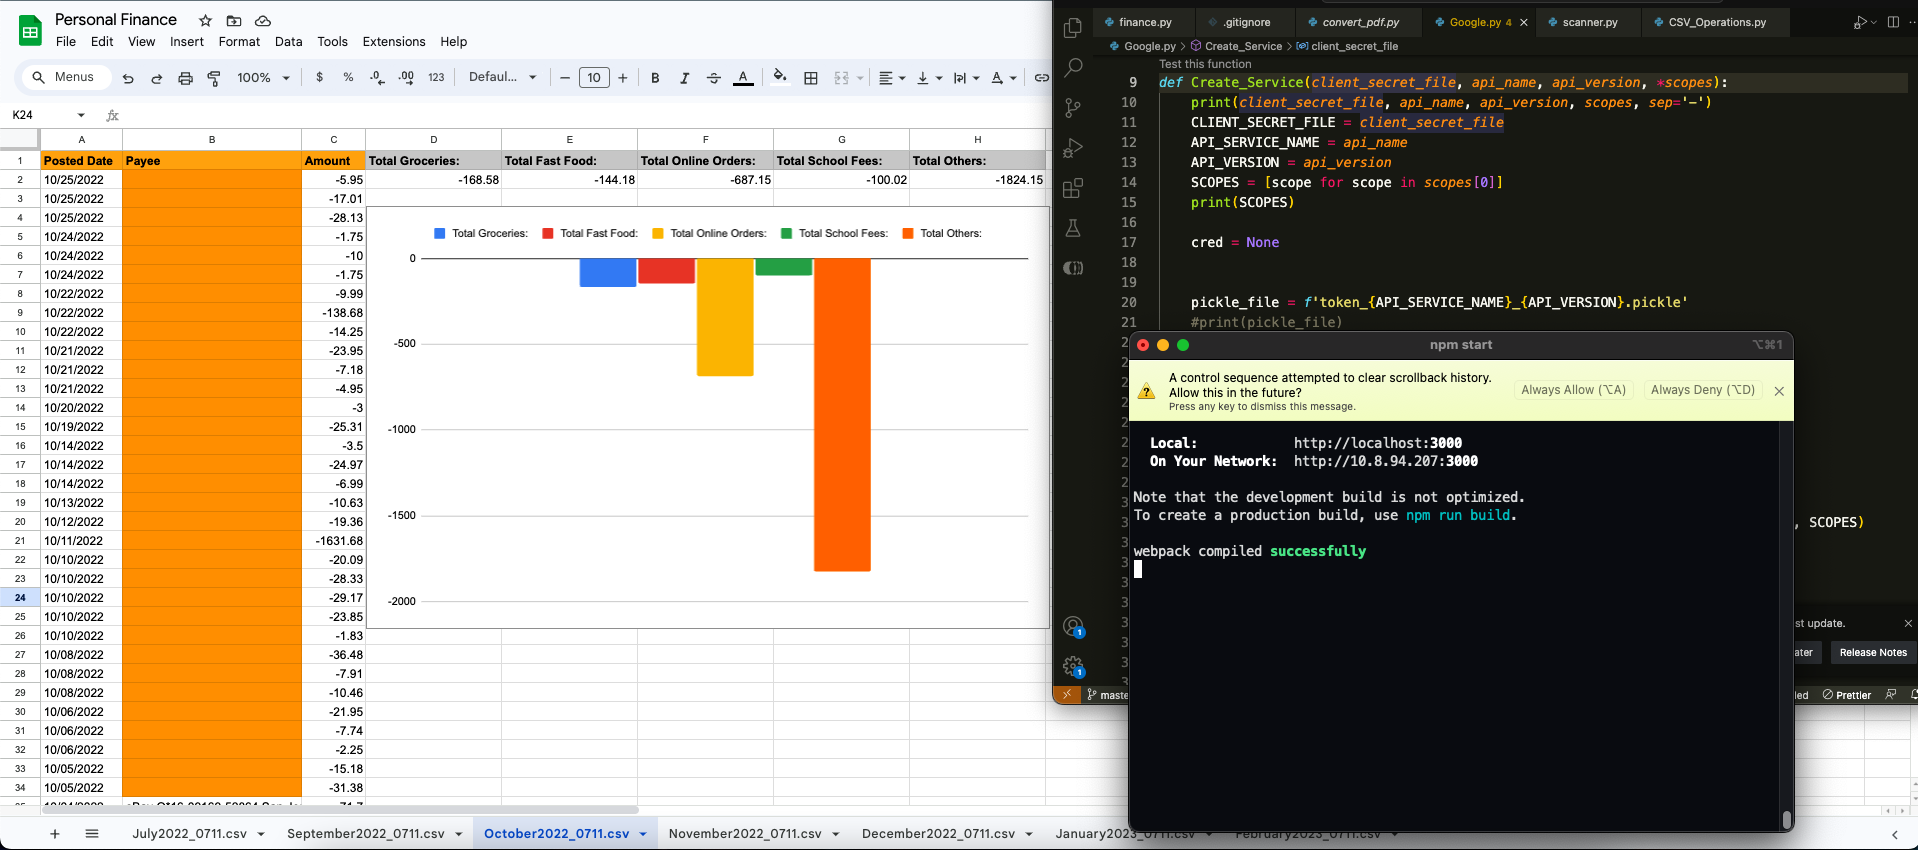 Personal Finance
File Edit View Insert Format Data Tools Extensions Help
Menus 100% $ % .0 .00 123 Defaul... 10 B I A
K24 fx
A B C D E F G H
1 Posted Date Payee Amount Total Groceries: Total Fast Food: Total Online Orders: Total School Fees: Total Others:
2 10/25/2022 -5.95 -168.58 -144.18 -687.15 -100.02 -1824.15
3 10/25/2022 -17.01
4 10/25/2022 -28.13
5 10/24/2022 -1.75
6 10/24/2022 -10
7 10/24/2022 -1.75
8 10/22/2022 -9.99
9 10/22/2022 -138.68
10 10/22/2022 -14.25
11 10/21/2022 -23.95
12 10/21/2022 -7.18
13 10/21/2022 -4.95
14 10/20/2022 -3
15 10/19/2022 -25.31
16 10/14/2022 -3.5
17 10/14/2022 -24.97
18 10/14/2022 -6.99
19 10/13/2022 -10.63
20 10/12/2022 -19.36
21 10/11/2022 -1631.68
22 10/10/2022 -20.09
23 10/10/2022 -28.33
24 10/10/2022 -29.17
25 10/10/2022 -23.85
26 10/10/2022 -1.83
27 10/08/2022 -36.48
28 10/08/2022 -7.91
29 10/08/2022 -10.46
30 10/06/2022 -21.95
31 10/06/2022 -7.74
32 10/06/2022 -2.25
33 10/05/2022 -15.18
34 10/05/2022 -31.38
Total Groceries: Total Fast Food: Total Online Orders: Total School Fees: Total Others:
0
-500
-1000
-1500
-2000
July2022_0711.csv September2022_0711.csv October2022_0711.csv November2022_0711.csv December2022_0711.csv January2023_0711.csv February2023_0711.csv
finance.py .gitignore convert_pdf.py Google.py 4 scanner.py CSV_Operations.py
Google.py > Create_Service > client_secret_file
Test this function
9 def Create_Service(client_secret_file, api_name, api_version, *scopes):
10 print(client_secret_file, api_name, api_version, scopes, sep='-')
11 CLIENT_SECRET_FILE = client_secret_file
12 API_SERVICE_NAME = api_name
13 API_VERSION = api_version
14 SCOPES = [scope for scope in scopes[0]]
15 print(SCOPES)
16
17 cred = None
18
19
20 pickle_file = f'token_{API_SERVICE_NAME}_{API_VERSION}.pickle'
21 #print(pickle_file)
, SCOPES)
st update.
ater Release Notes
master
led Prettier
1
1
npm start ⌥⌘1
A control sequence attempted to clear scrollback history.
Allow this in the future?
Press any key to dismiss this message.
Always Allow (⌥A) Always Deny (⌥D)
Local: http://localhost:3000
On Your Network: http://10.8.94.207:3000
Note that the development build is not optimized.
To create a production build, use npm run build.
webpack compiled successfully